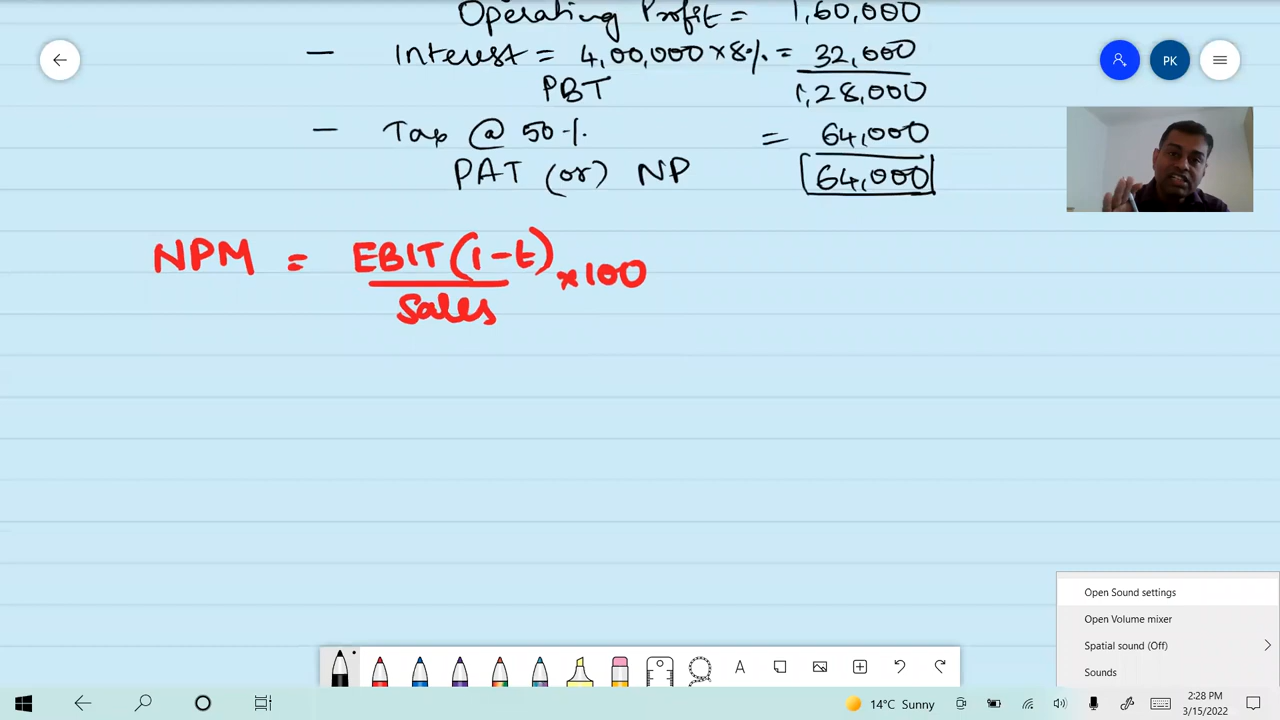 Operating Profit = 1,60,000
– Interest = 4,00,000 × 8% = 32,000
PBT 1,28,000
– Tax @ 50% = 64,000
PAT (or) NP 64,000
PK
NPM = EBIT(1-t) × 100
Sales
Open Sound settings
Open Volume mixer
Spatial sound (Off)
Sounds
A
14°C Sunny
2:28 PM
3/15/2022